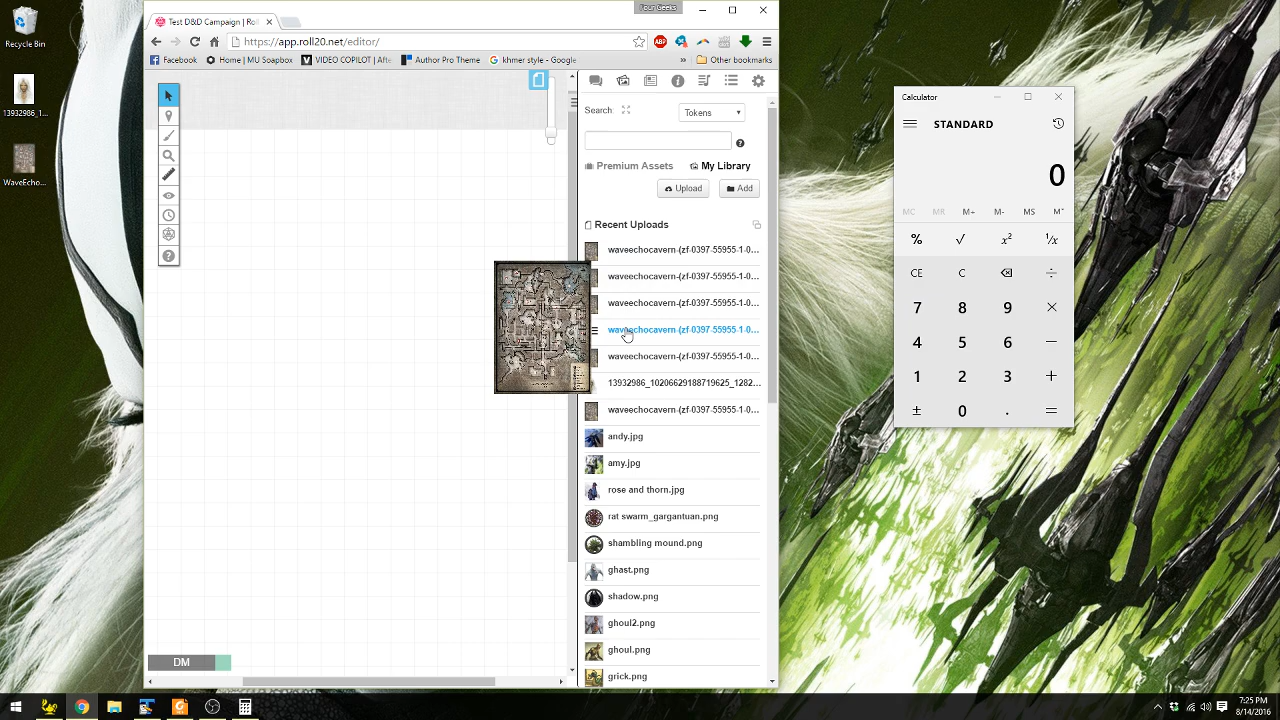 Recycle Bin
13932986_1...
WaveEcho...
Four Geeks
Test D&D Campaign | Rol
https://app.roll20.net/editor/
ABP
Facebook
Home | MU Soapbox
VIDEO COPILOT | Afte
Author Pro Theme
khmer style - Google
»
Other bookmarks
Search:
Tokens
Premium Assets
My Library
Upload
Add
Recent Uploads
waveechocavern-(zf-0397-55955-1-0...
waveechocavern-(zf-0397-55955-1-0...
waveechocavern-(zf-0397-55955-1-0...
waveechocavern-(zf-0397-55955-1-0...
waveechocavern-(zf-0397-55955-1-0...
13932986_10206629188719625_1282...
waveechocavern-(zf-0397-55955-1-0...
andy.jpg
amy.jpg
rose and thorn.jpg
rat swarm_gargantuan.png
shambling mound.png
ghast.png
shadow.png
ghoul2.png
ghoul.png
grick.png
DM
Calculator
STANDARD
0
MC MR M+ M- MS M˅
% √ x² ¹/x
CE C ⌫ ÷
7 8 9 ×
4 5 6 −
1 2 3 +
± 0 . =
7:25 PM
8/14/2016